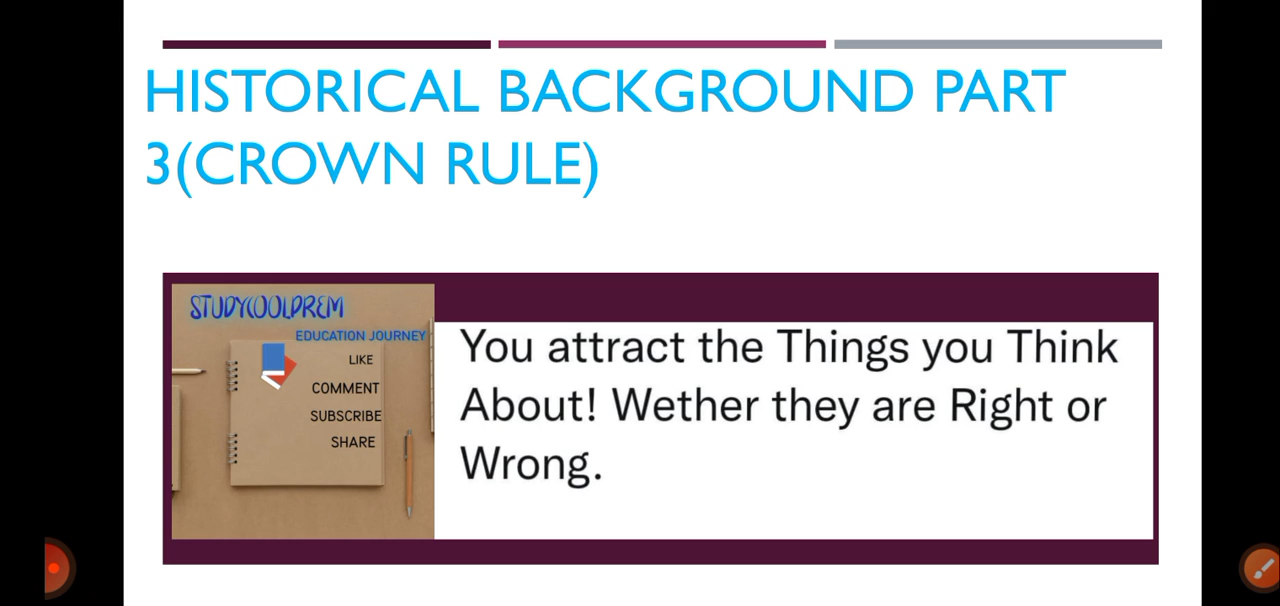 HISTORICAL BACKGROUND PART
3(CROWN RULE)
STUDYCOOLPREM
EDUCATION JOURNEY
LIKE
COMMENT
SUBSCRIBE
SHARE
You attract the Things you Think
About! Wether they are Right or
Wrong.